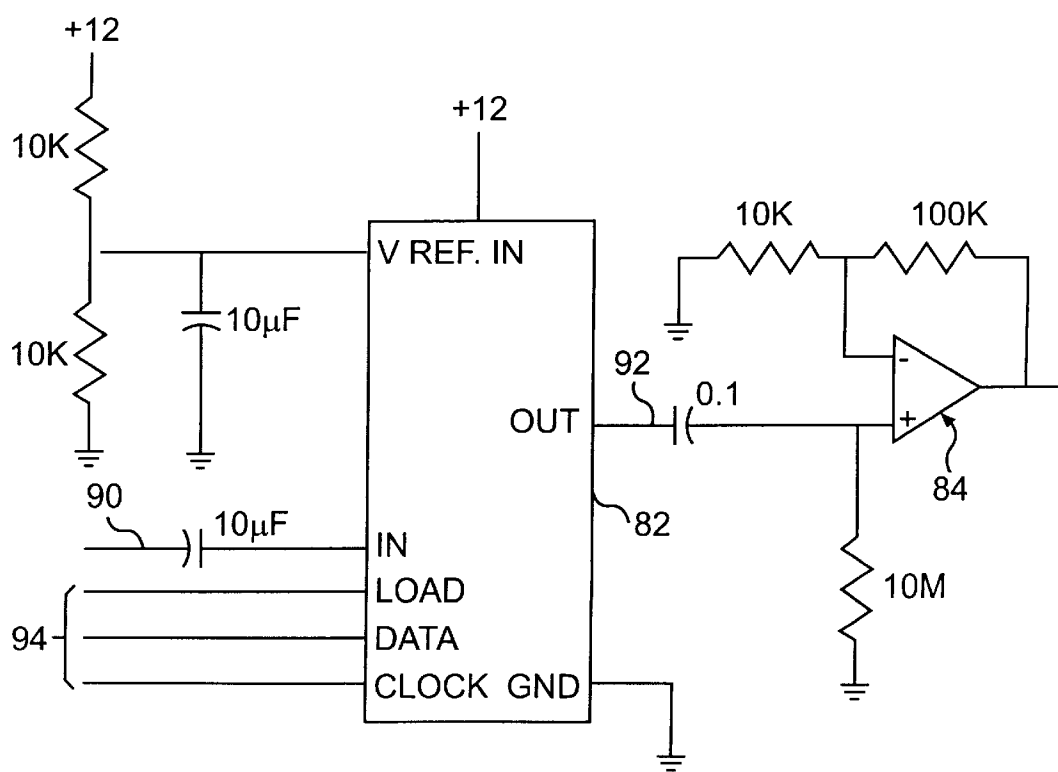 +12
10K
+12
10K
100K
V REF. IN
10μF
10K
-
92
0.1
OUT
+
84
90
10μF
82
IN
LOAD
10M
94
DATA
CLOCK
GND